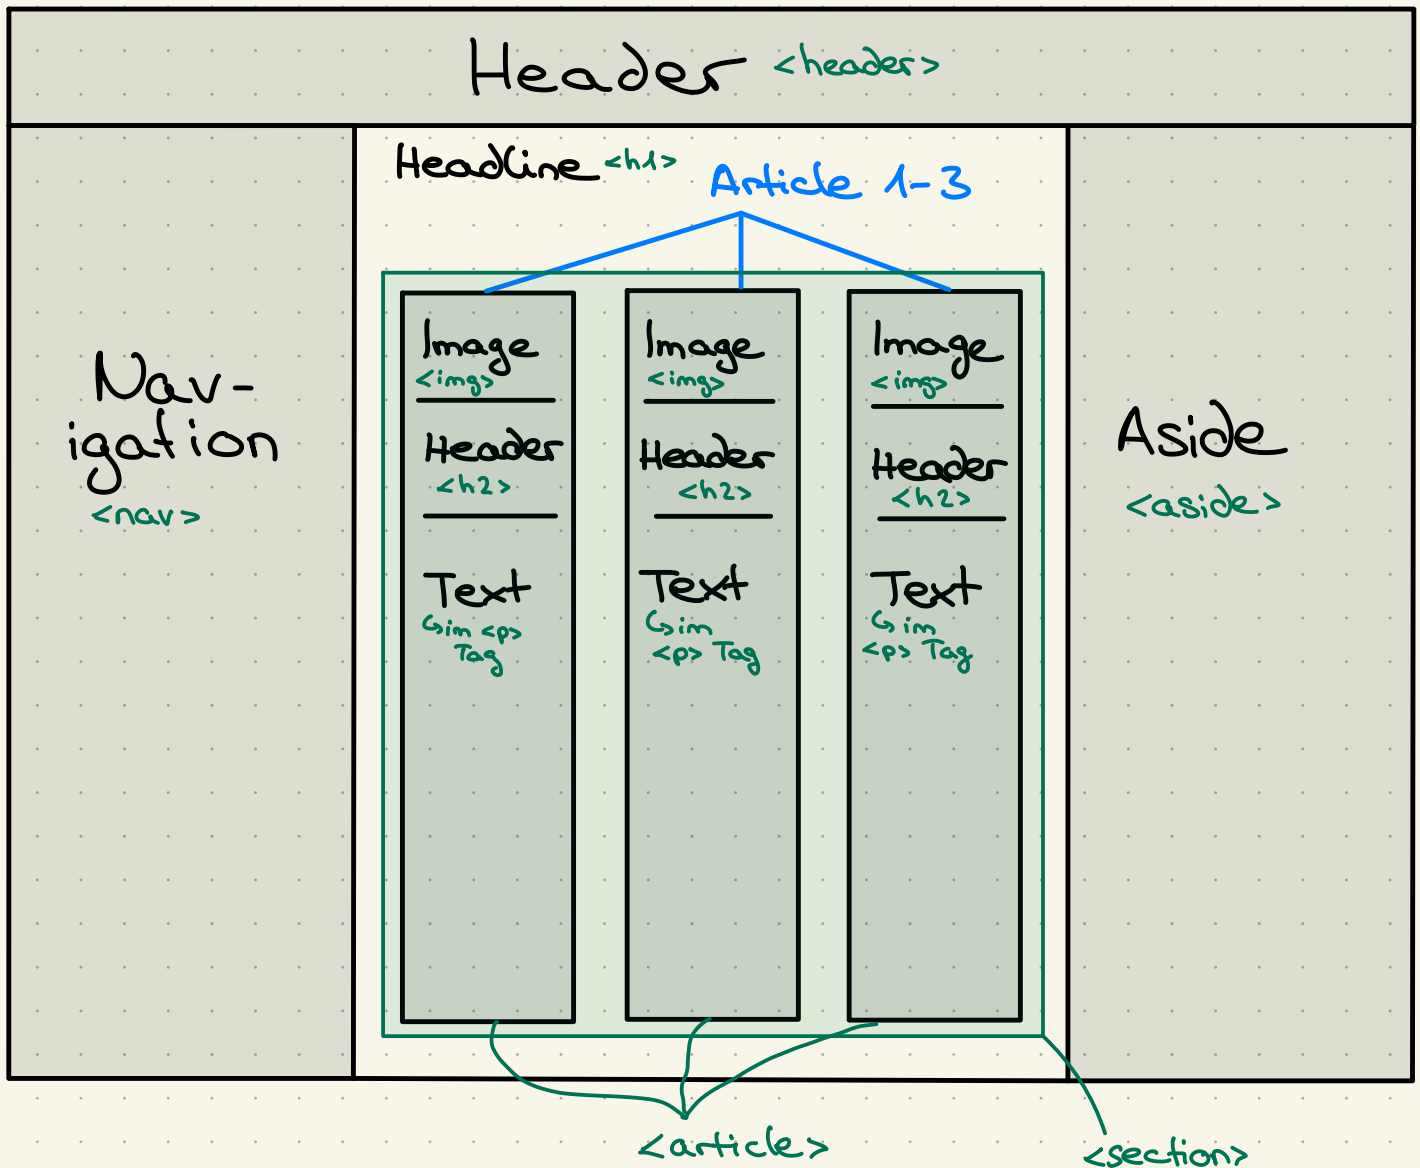 Header <header>
Headline <h1>
Article 1-3
Nav-
igation
<nav>
Image
<img>
Header
<h2>
Text
↪im <p>
Tag
Image
<img>
Header
<h2>
Text
↪im
<p> Tag
Image
<img>
Header
<h2>
Text
↪im
<p> Tag
Aside
<aside>
<article>
<section>